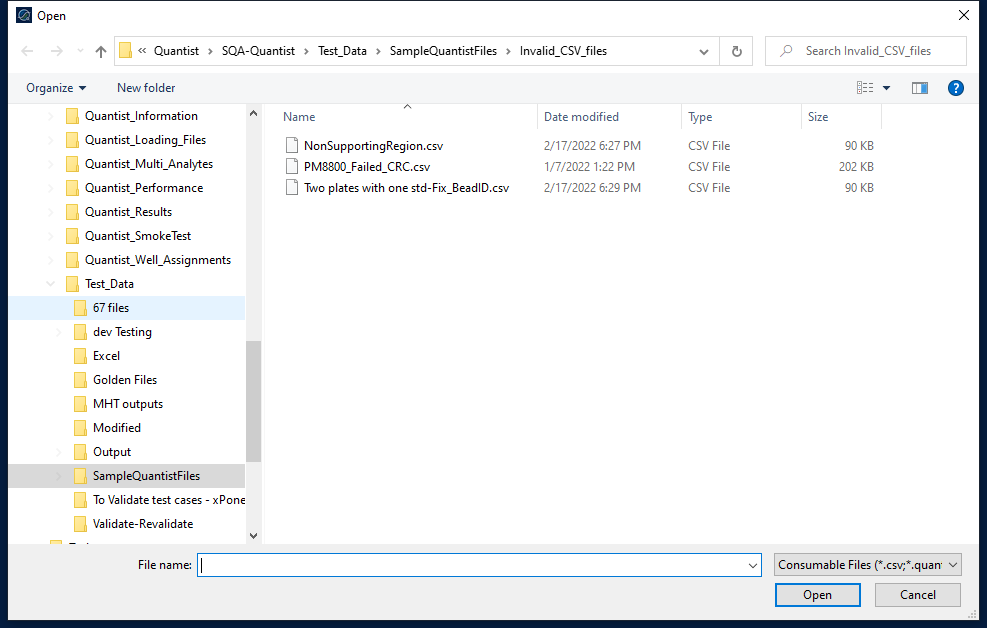 Open
« Quantist › SQA-Quantist › Test_Data › SampleQuantistFiles › Invalid_CSV_files
Search Invalid_CSV_files
Organize
New folder
?
Quantist_Information
Quantist_Loading_Files
Quantist_Multi_Analytes
Quantist_Performance
Quantist_Results
Quantist_SmokeTest
Quantist_Well_Assignments
Test_Data
67 files
dev Testing
Excel
Golden Files
MHT outputs
Modified
Output
SampleQuantistFiles
To Validate test cases - xPone
Validate-Revalidate
Name Date modified Type Size
NonSupportingRegion.csv 2/17/2022 6:27 PM CSV File 90 KB
PM8800_Failed_CRC.csv 1/7/2022 1:22 PM CSV File 202 KB
Two plates with one std-Fix_BeadID.csv 2/17/2022 6:29 PM CSV File 90 KB
File name:
Consumable Files (*.csv;*.quan
Open
Cancel